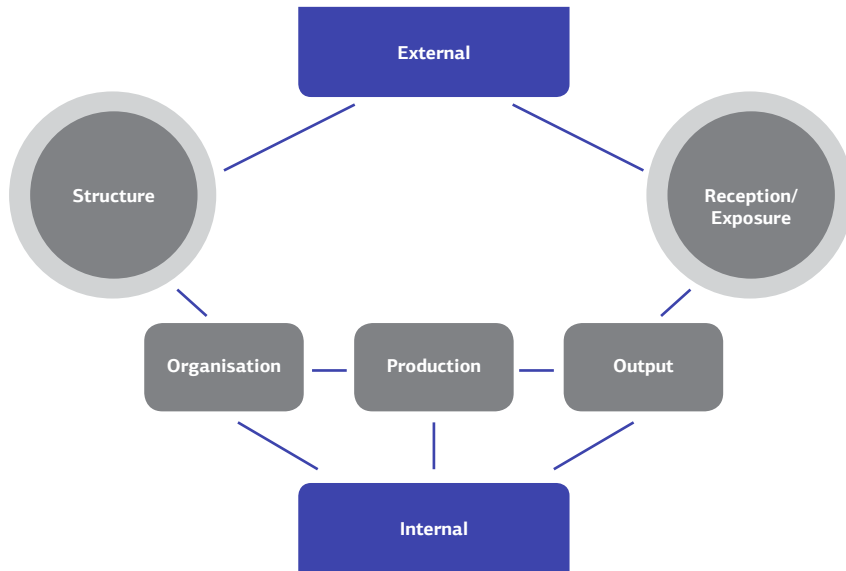 External
Structure
Reception/
Exposure
Organisation
Production
Output
Internal